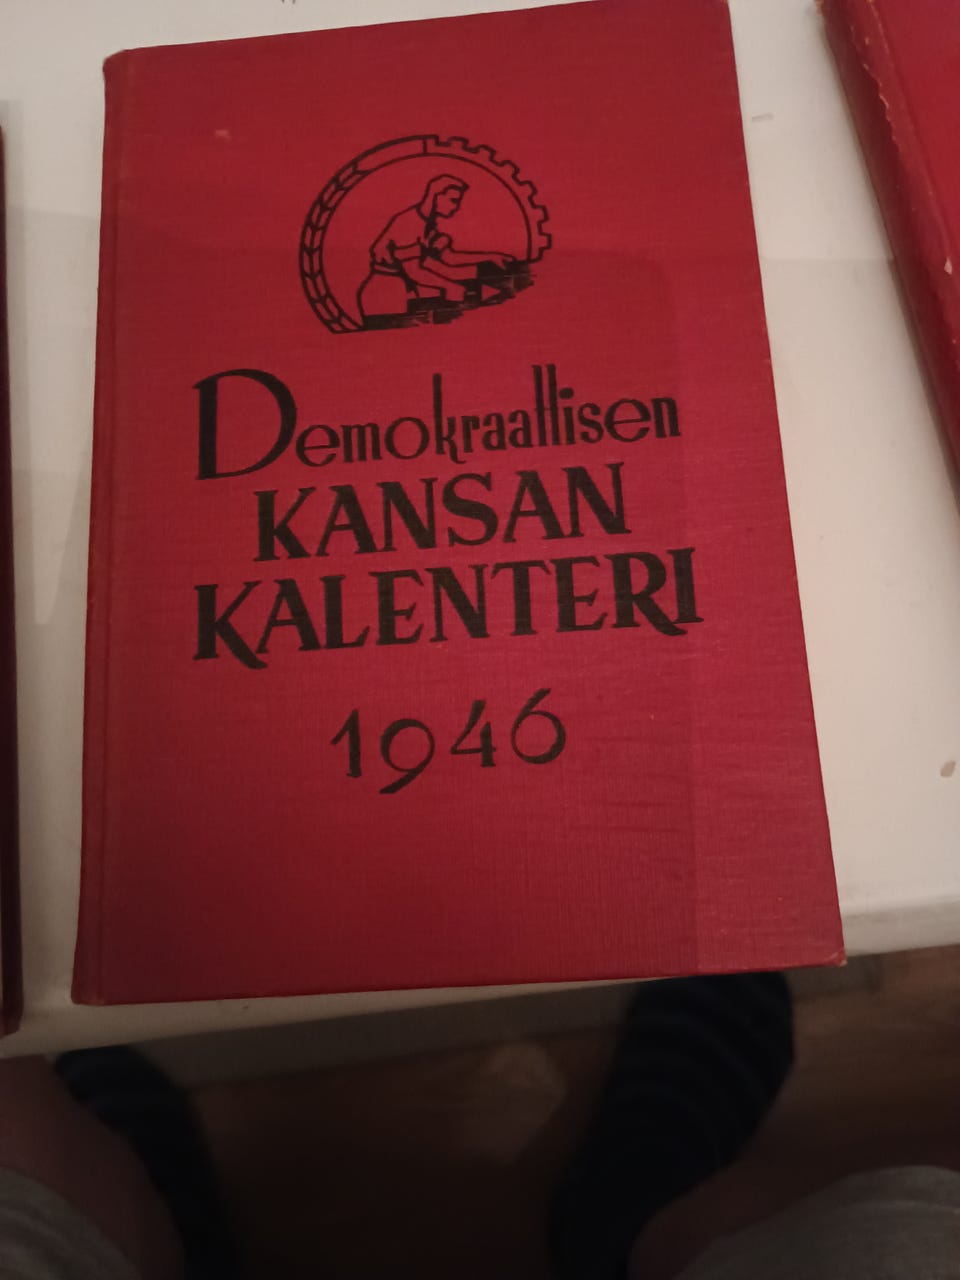 Demokraattisen
KANSAN
KALENTERI
1946